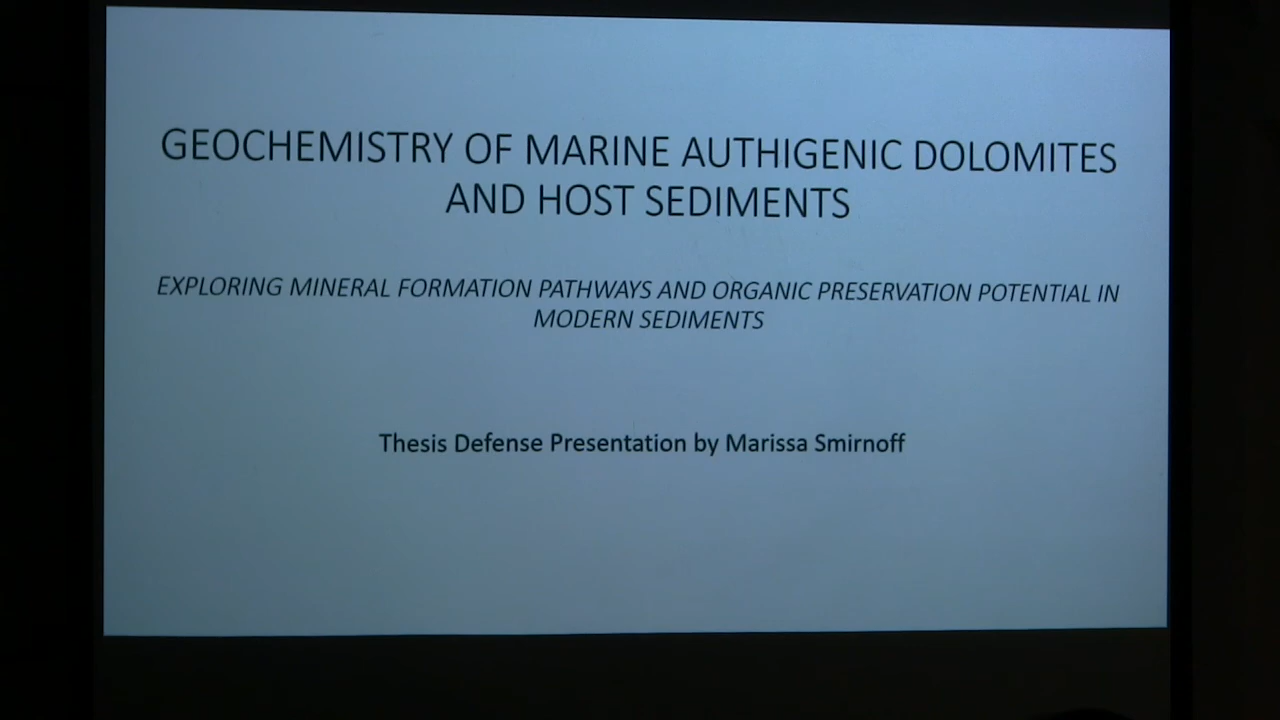 GEOCHEMISTRY OF MARINE AUTHIGENIC DOLOMITES
AND HOST SEDIMENTS
EXPLORING MINERAL FORMATION PATHWAYS AND ORGANIC PRESERVATION POTENTIAL IN
MODERN SEDIMENTS
Thesis Defense Presentation by Marissa Smirnoff